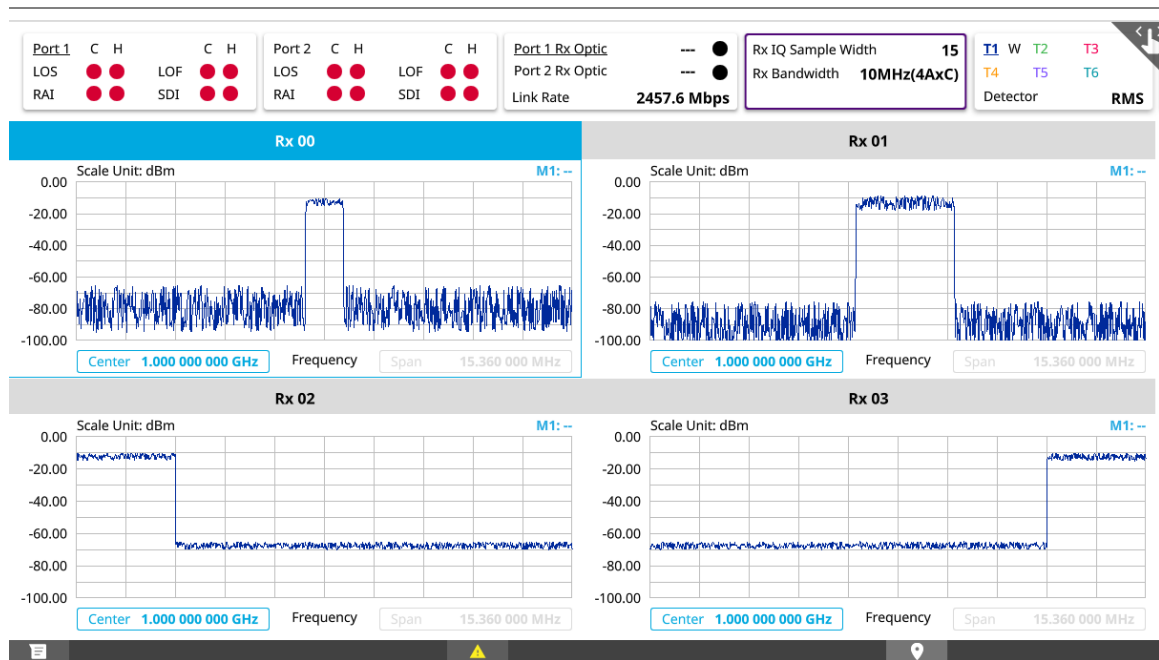 Port 1 C H C H
LOS LOF
RAI SDI
Port 2 C H C H
LOS LOF
RAI SDI
Port 1 Rx Optic ---
Port 2 Rx Optic ---
Link Rate 2457.6 Mbps
Rx IQ Sample Width 15
Rx Bandwidth 10MHz(4AxC)
T1 W T2 T3
T4 T5 T6
Detector RMS
Rx 00
Scale Unit: dBm M1: --
0.00
-20.00
-40.00
-60.00
-80.00
-100.00
Center 1.000 000 000 GHz Frequency Span 15.360 000 MHz
Rx 01
Scale Unit: dBm M1: --
0.00
-20.00
-40.00
-60.00
-80.00
-100.00
Center 1.000 000 000 GHz Frequency Span 15.360 000 MHz
Rx 02
Scale Unit: dBm M1: --
0.00
-20.00
-40.00
-60.00
-80.00
-100.00
Center 1.000 000 000 GHz Frequency Span 15.360 000 MHz
Rx 03
Scale Unit: dBm M1: --
0.00
-20.00
-40.00
-60.00
-80.00
-100.00
Center 1.000 000 000 GHz Frequency Span 15.360 000 MHz